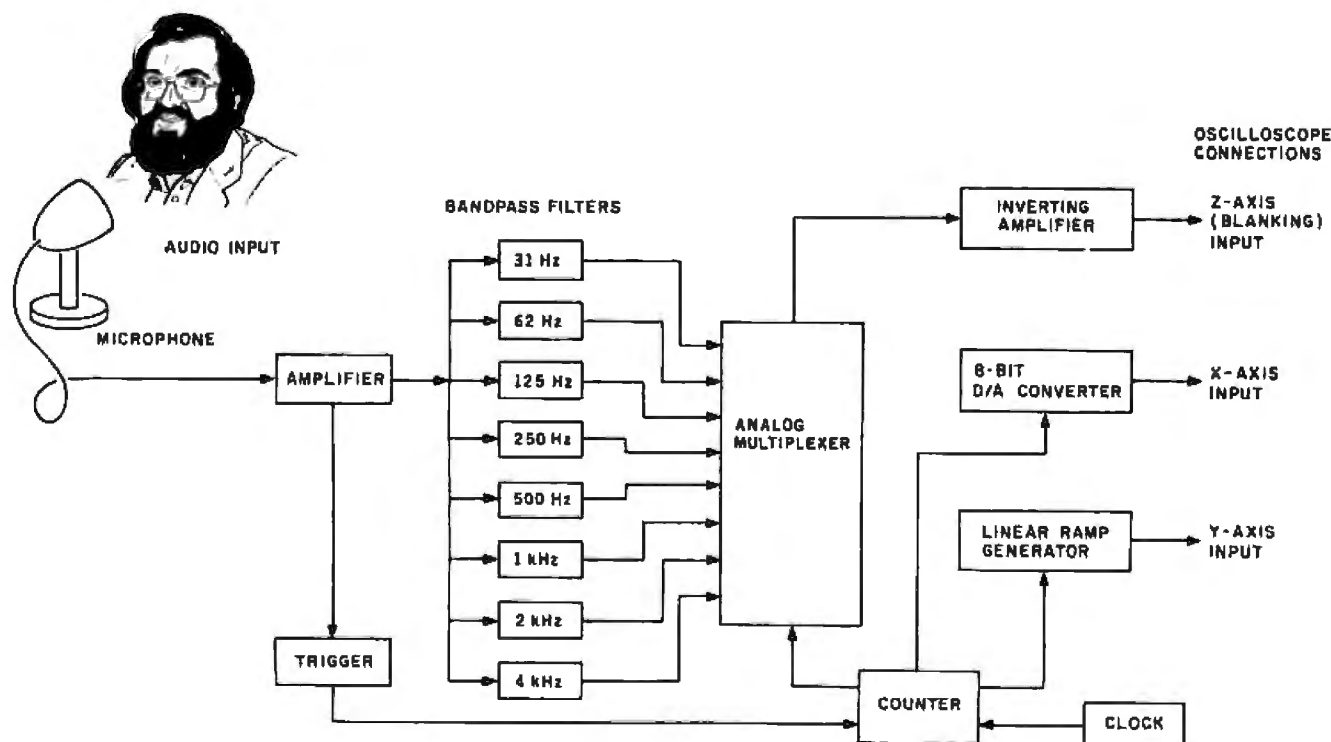 OSCILLOSCOPE
CONNECTIONS
BANDPASS FILTERS
INVERTING
AMPLIFIER
Z-AXIS
(BLANKING)
INPUT
AUDIO INPUT
31 Hz
62 Hz
MICROPHONE
AMPLIFIER
125 Hz
8-BIT
D/A CONVERTER
X-AXIS
INPUT
ANALOG
MULTIPLEXER
250 Hz
500 Hz
LINEAR RAMP
GENERATOR
Y-AXIS
INPUT
1 kHz
2 kHz
TRIGGER
4 kHz
COUNTER
CLOCK